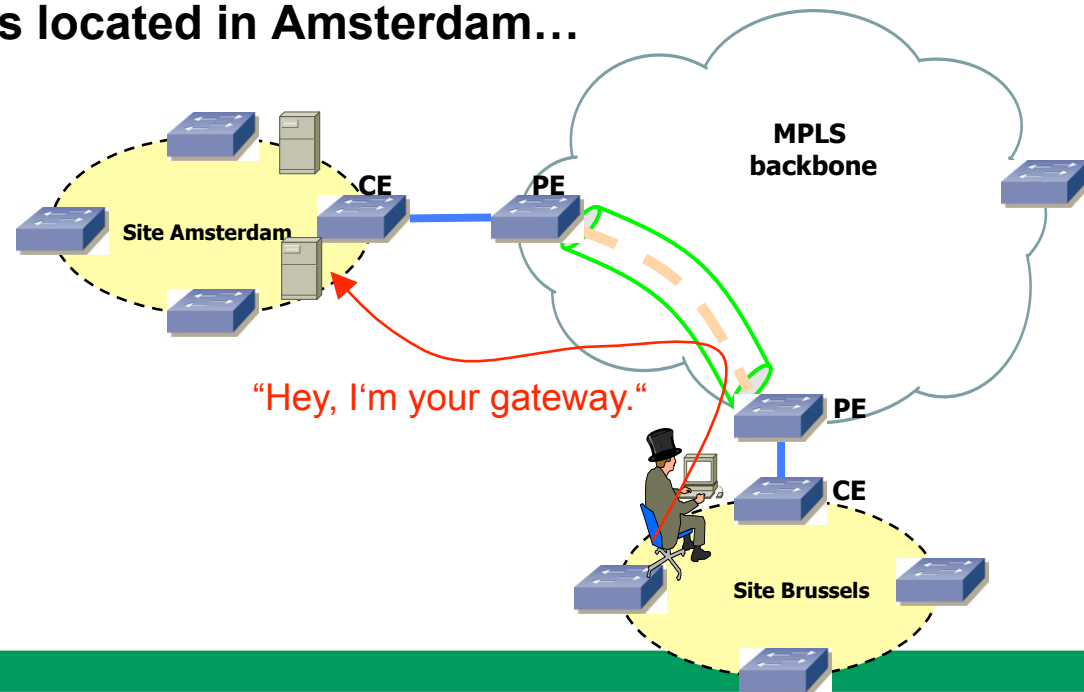 s located in Amsterdam…
MPLS
backbone
CE
PE
Site Amsterdam
“Hey, I‘m your gateway.“
PE
CE
Site Brussels